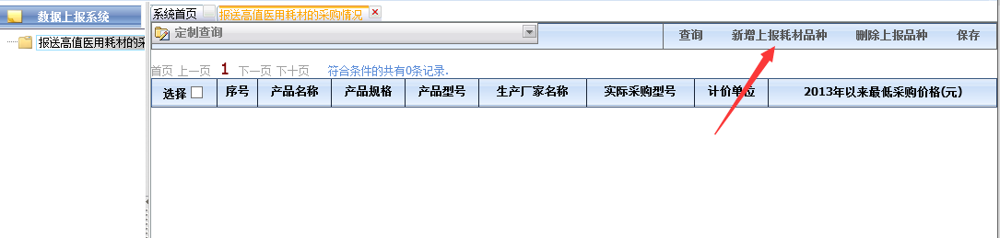 数据上报系统
报送高值医用耗材的采
系统首页
报送高值医用耗材的采购情况
定制查询
查询 新增上报耗材品种 删除上报品种 保存
首页 上一页 1 下一页 下十页 符合条件的共有0条记录.
选择 序号 产品名称 产品规格 产品型号 生产厂家名称 实际采购型号 计价单位 2013年以来最低采购价格(元)